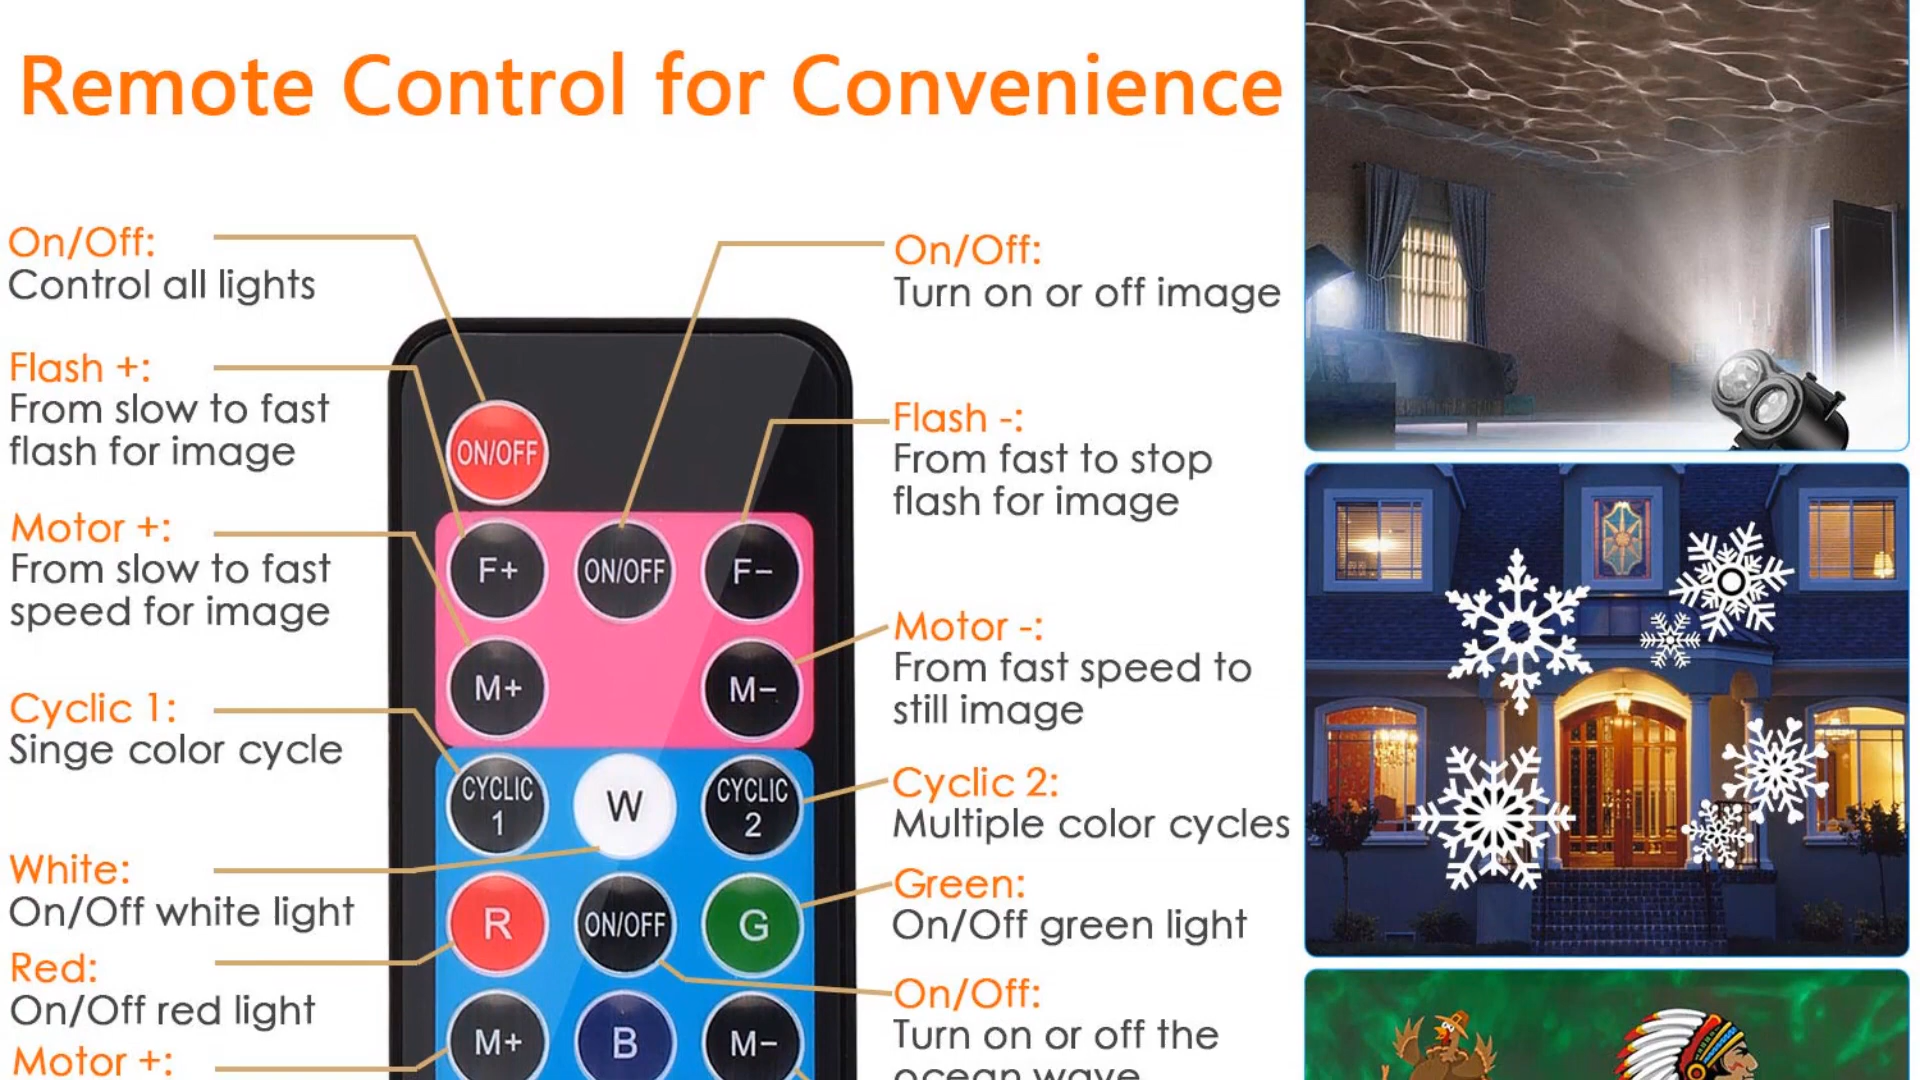 Remote Control for Convenience
On/Off:
Control all lights
Flash +:
From slow to fast
flash for image
Motor +:
From slow to fast
speed for image
Cyclic 1:
Singe color cycle
White:
On/Off white light
Red:
On/Off red light
Motor +:
ON/OFF
F+ ON/OFF F−
M+ M−
CYCLIC 1 W CYCLIC 2
R ON/OFF G
M+ B M−
On/Off:
Turn on or off image
Flash -:
From fast to stop
flash for image
Motor -:
From fast speed to
still image
Cyclic 2:
Multiple color cycles
Green:
On/Off green light
On/Off:
Turn on or off the
ocean wave